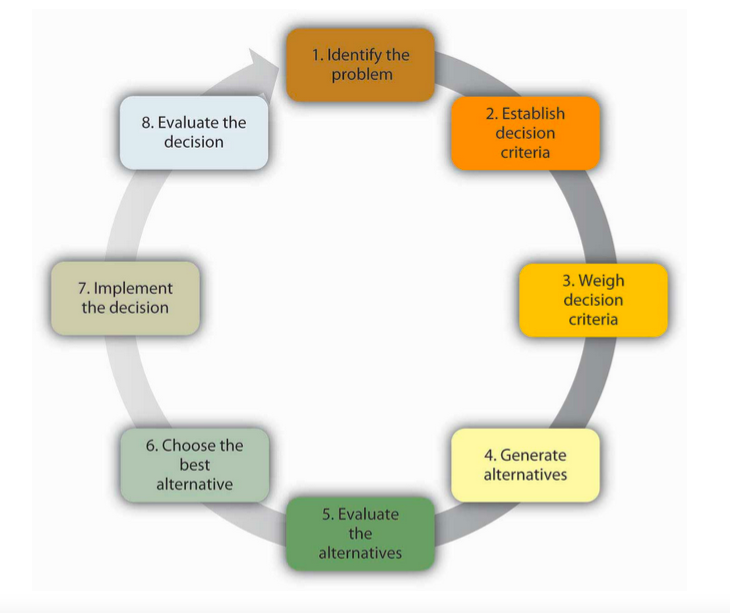 1. Identify the
problem
2. Establish
decision
criteria
3. Weigh
decision
criteria
4. Generate
alternatives
5. Evaluate
the
alternatives
6. Choose the
best
alternative
7. Implement
the decision
8. Evaluate the
decision